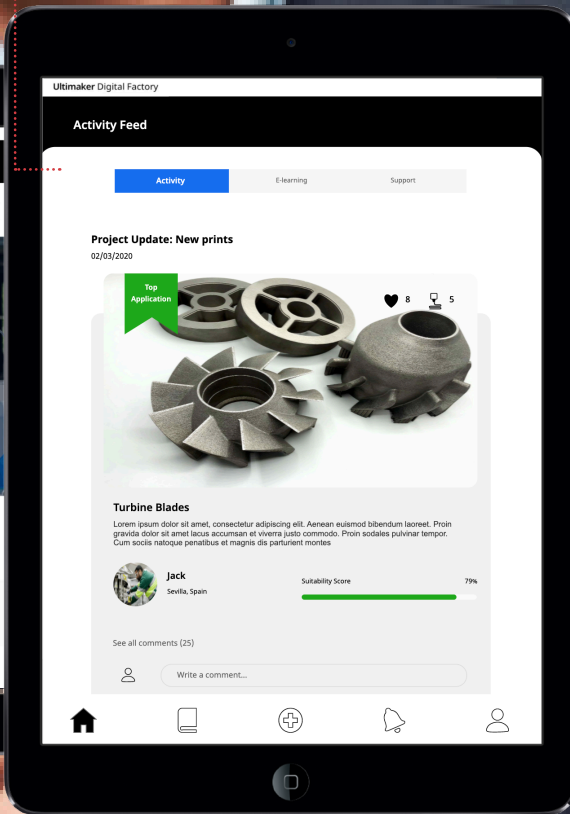 Ultimaker Digital Factory
Activity Feed
Activity
E-learning
Support
Project Update: New prints
02/03/2020
Top
Application
8
5
Turbine Blades
Lorem ipsum dolor sit amet, consectetur adipiscing elit. Aenean euismod bibendum laoreet. Proin
gravida dolor sit amet lacus accumsan et viverra justo commodo. Proin sodales pulvinar tempor.
Cum sociis natoque penatibus et magnis dis parturient montes
Jack
Sevilla, Spain
Suitability Score
79%
See all comments (25)
Write a comment...